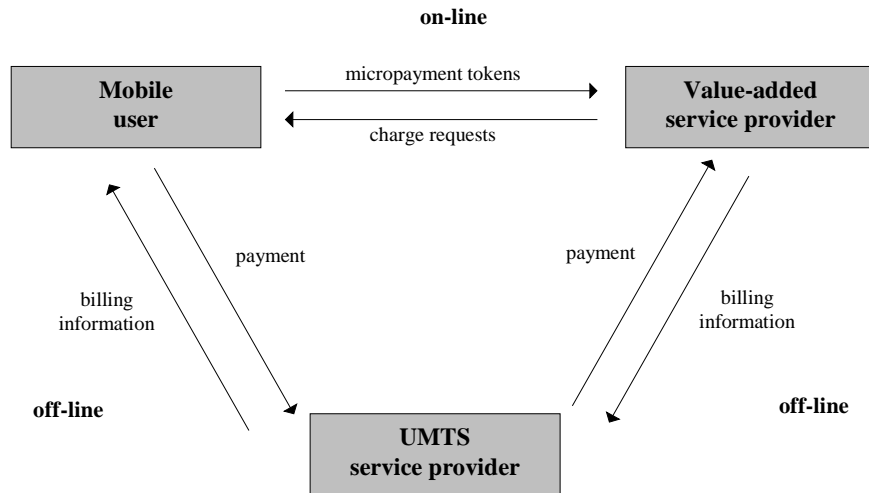 on-line
Mobile
user
micropayment tokens
charge requests
Value-added
service provider
payment
billing
information
payment
billing
information
off-line
off-line
UMTS
service provider